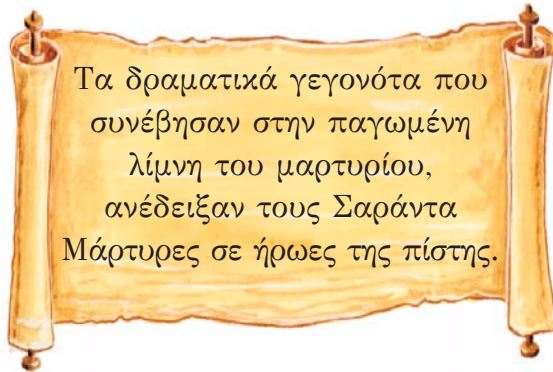 Τα δραματικά γεγονότα που
συνέβησαν στην παγωμένη
λίμνη του μαρτυρίου,
ανέδειξαν τους Σαράντα
Μάρτυρες σε ήρωες της πίστης.